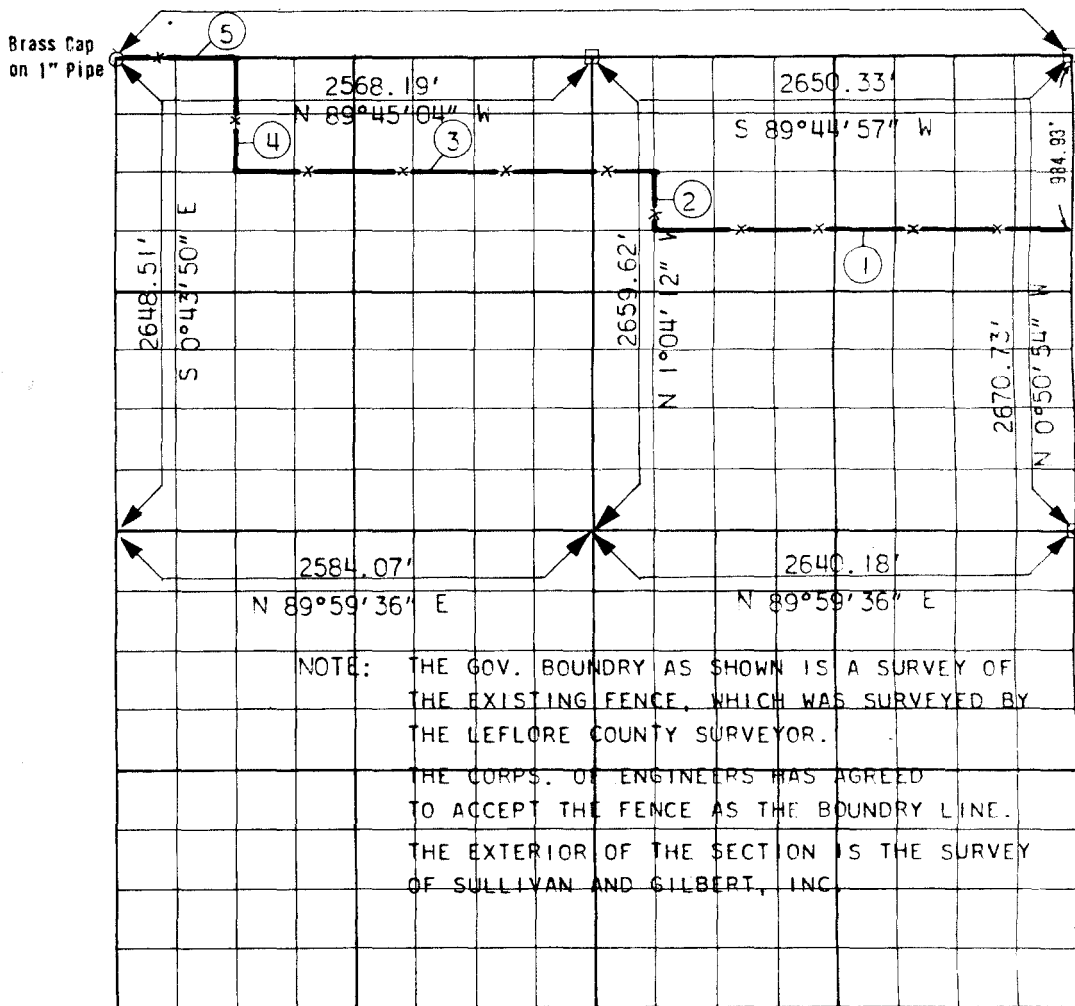 Brass Cap
on 1" Pipe
5
2568.19'
N 89°45'04" W
2650.33'
S 89°44'57" W
984.93'
4
3
2
1
2648.51'
S 0°43'50" E
2659.62'
N 1°04'12" W
2670.73'
N 0°50'54" W
2584.07'
N 89°59'36" E
2640.18'
N 89°59'36" E
NOTE: THE GOV. BOUNDRY AS SHOWN IS A SURVEY OF
THE EXISTING FENCE, WHICH WAS SURVEYED BY
THE LEFLORE COUNTY SURVEYOR.
THE CORPS. OF ENGINEERS HAS AGREED
TO ACCEPT THE FENCE AS THE BOUNDRY LINE.
THE EXTERIOR OF THE SECTION IS THE SURVEY
OF SULLIVAN AND GILBERT, INC.